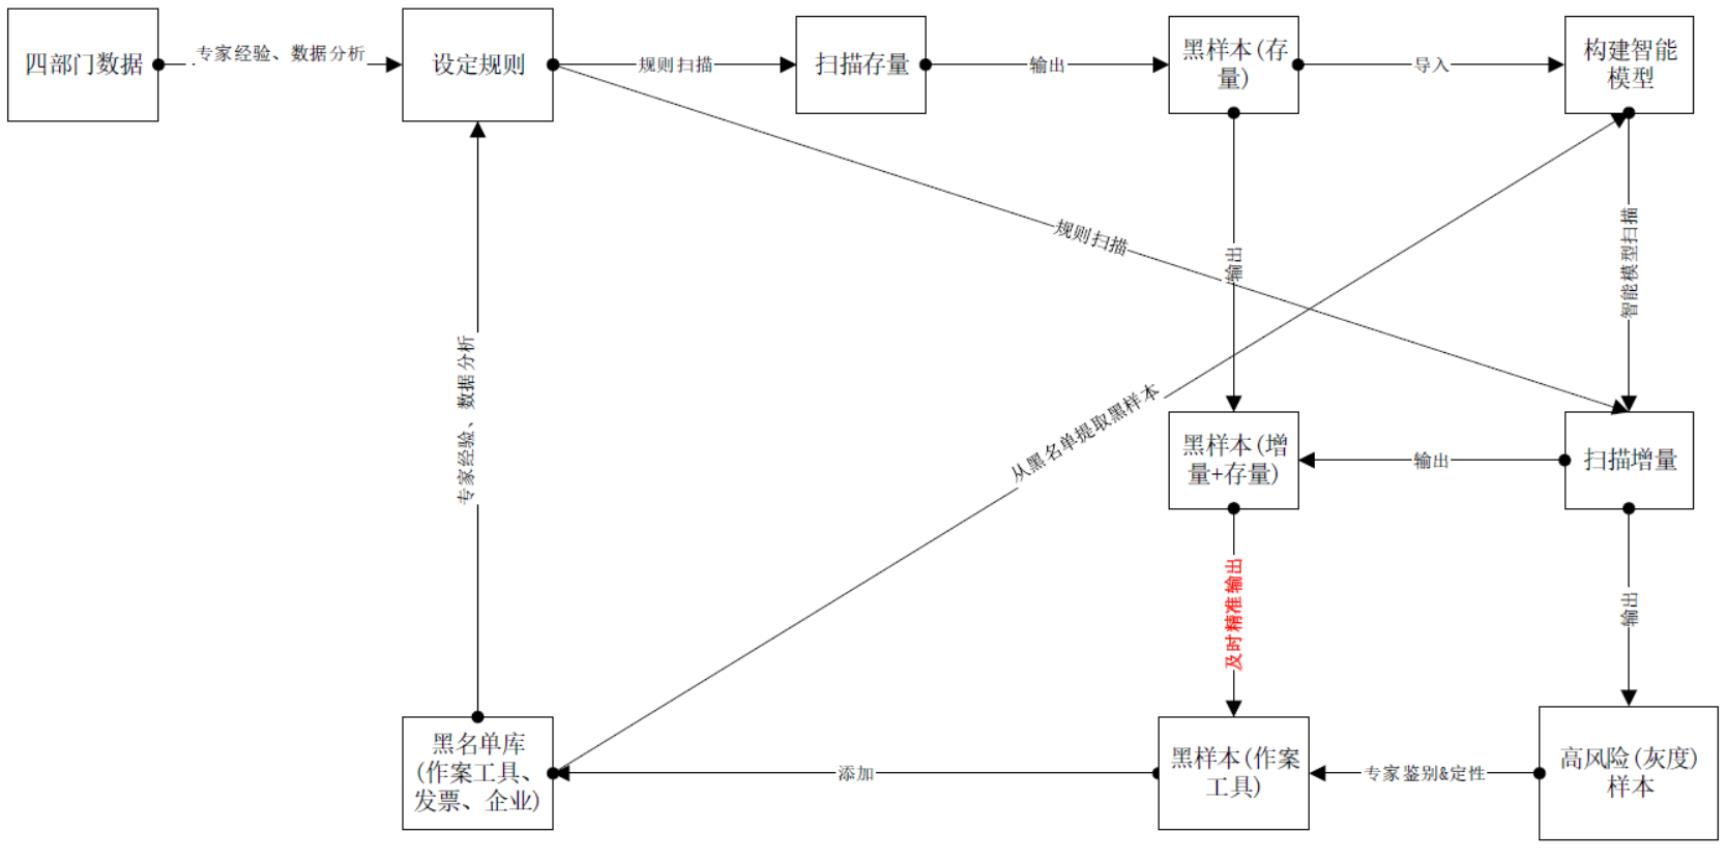 四部门数据
专家经验、数据分析
设定规则
规则扫描
扫描存量
输出
黑样本(存
量)
导入
构建智能
模型
规则扫描
输出
智能模型扫描
专家经验、数据分析
从黑名单提取黑样本
黑样本(增
量+存量)
输出
扫描增量
及时精准输出
输出
黑名单库
(作案工具、
发票、企业)
添加
黑样本(作案
工具)
专家鉴别&定性
高风险(灰度)
样本